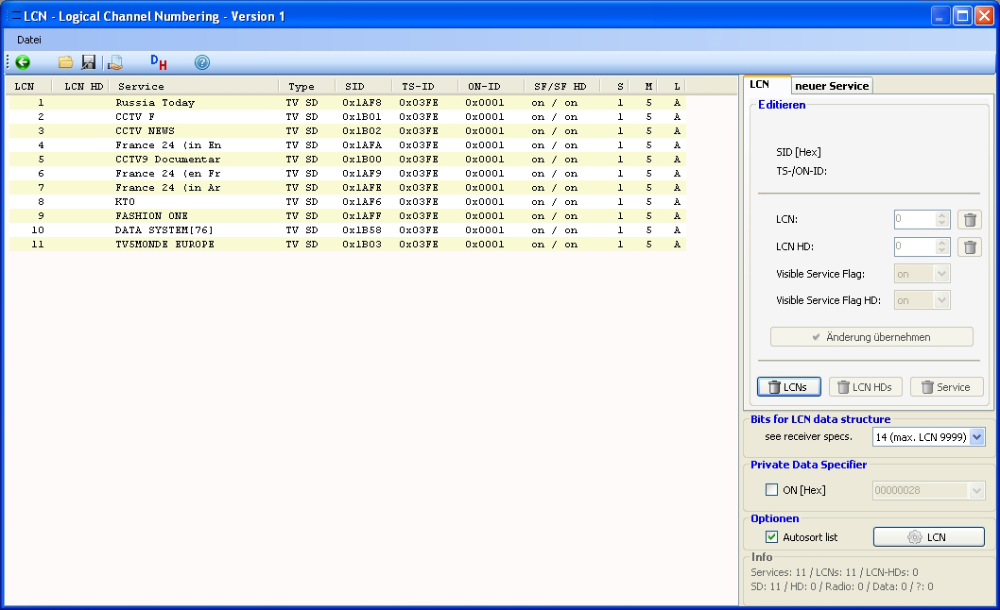 LCN - Logical Channel Numbering - Version 1
Datei
D H
LCN LCN HD Service Type SID TS-ID ON-ID SF/SF HD S M L
1 Russia Today TV SD 0x1AF8 0x03FE 0x0001 on / on 1 5 A
2 CCTV F TV SD 0x1B01 0x03FE 0x0001 on / on 1 5 A
3 CCTV NEWS TV SD 0x1B02 0x03FE 0x0001 on / on 1 5 A
4 France 24 (in En TV SD 0x1AFA 0x03FE 0x0001 on / on 1 5 A
5 CCTV9 Documentar TV SD 0x1B00 0x03FE 0x0001 on / on 1 5 A
6 France 24 (en Fr TV SD 0x1AF9 0x03FE 0x0001 on / on 1 5 A
7 France 24 (in Ar TV SD 0x1AFE 0x03FE 0x0001 on / on 1 5 A
8 KTO TV SD 0x1AF6 0x03FE 0x0001 on / on 1 5 A
9 FASHION ONE TV SD 0x1AFF 0x03FE 0x0001 on / on 1 5 A
10 DATA SYSTEM[76] TV SD 0x1B58 0x03FE 0x0001 on / on 1 5 A
11 TV5MONDE EUROPE TV SD 0x1B03 0x03FE 0x0001 on / on 1 5 A
LCN neuer Service
Editieren
SID [Hex]
TS-/ON-ID:
LCN: 0
LCN HD: 0
Visible Service Flag: on
Visible Service Flag HD: on
Änderung übernehmen
LCNs LCN HDs Service
Bits for LCN data structure
see receiver specs. 14 (max. LCN 9999)
Private Data Specifier
ON [Hex] 00000028
Optionen
Autosort list LCN
Info
Services: 11 / LCNs: 11 / LCN-HDs: 0
SD: 11 / HD: 0 / Radio: 0 / Data: 0 / ?: 0